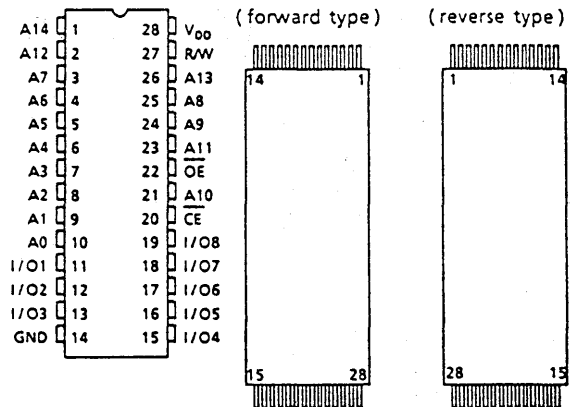 (forward type) (reverse type)
A14 1 28 VDD
A12 2 27 R/W
A7 3 26 A13
A6 4 25 A8
A5 5 24 A9
A4 6 23 A11
A3 7 22 O̅E̅
A2 8 21 A10
A1 9 20 C̅E̅
A0 10 19 I/O8
I/O1 11 18 I/O7
I/O2 12 17 I/O6
I/O3 13 16 I/O5
GND 14 15 I/O4
14 1
15 28
1 14
28 15